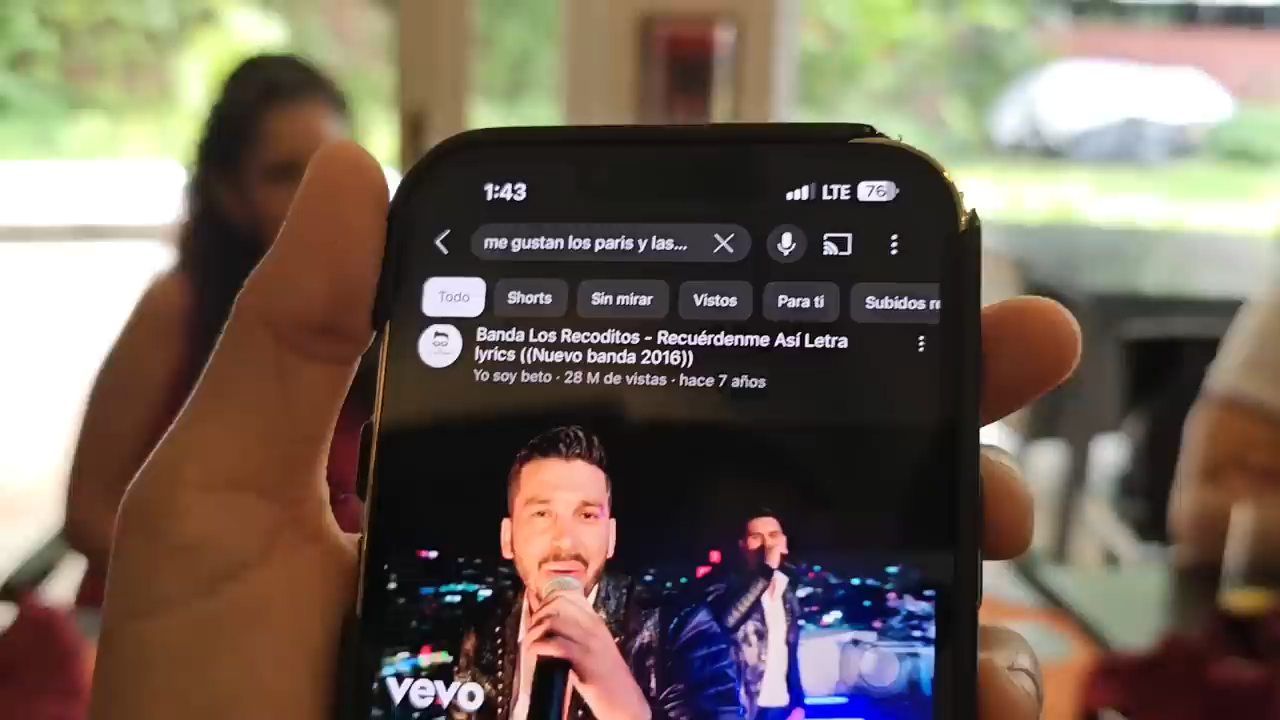 1:43
LTE 76
me gustan los paris y las...
Todo
Shorts
Sin mirar
Vistos
Para ti
Subidos re
Banda Los Recoditos - Recuérdenme Así Letra
lyrics ((Nuevo banda 2016))
Yo soy beto · 28 M de vistas · hace 7 años
vevo